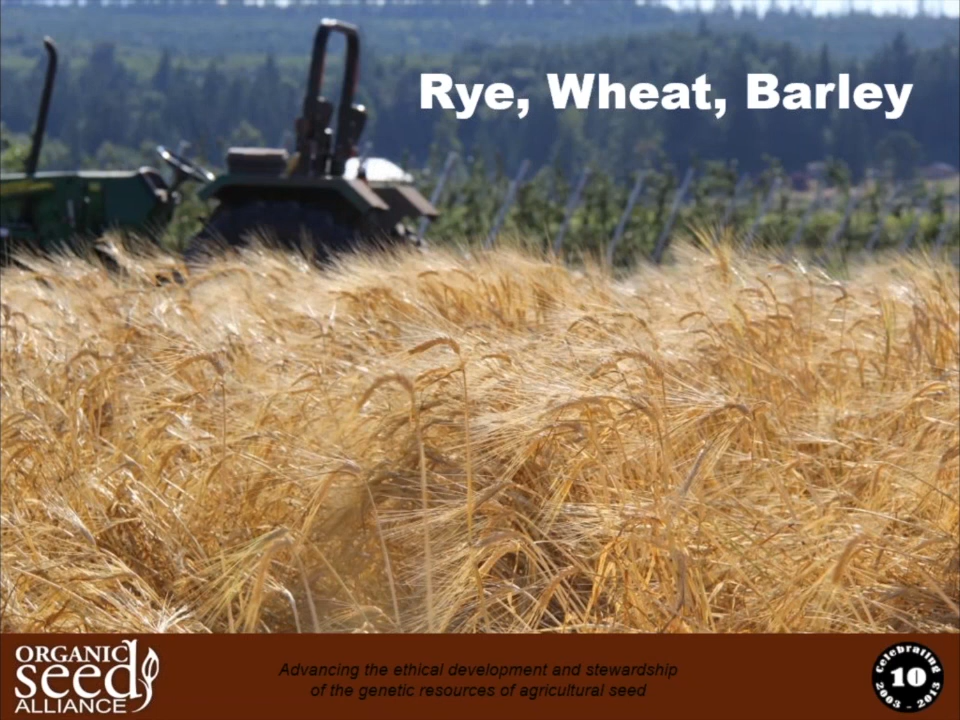 Rye, Wheat, Barley
ORGANIC
seed
ALLIANCE
Advancing the ethical development and stewardship
of the genetic resources of agricultural seed
Celebrating
10
2003 - 2013